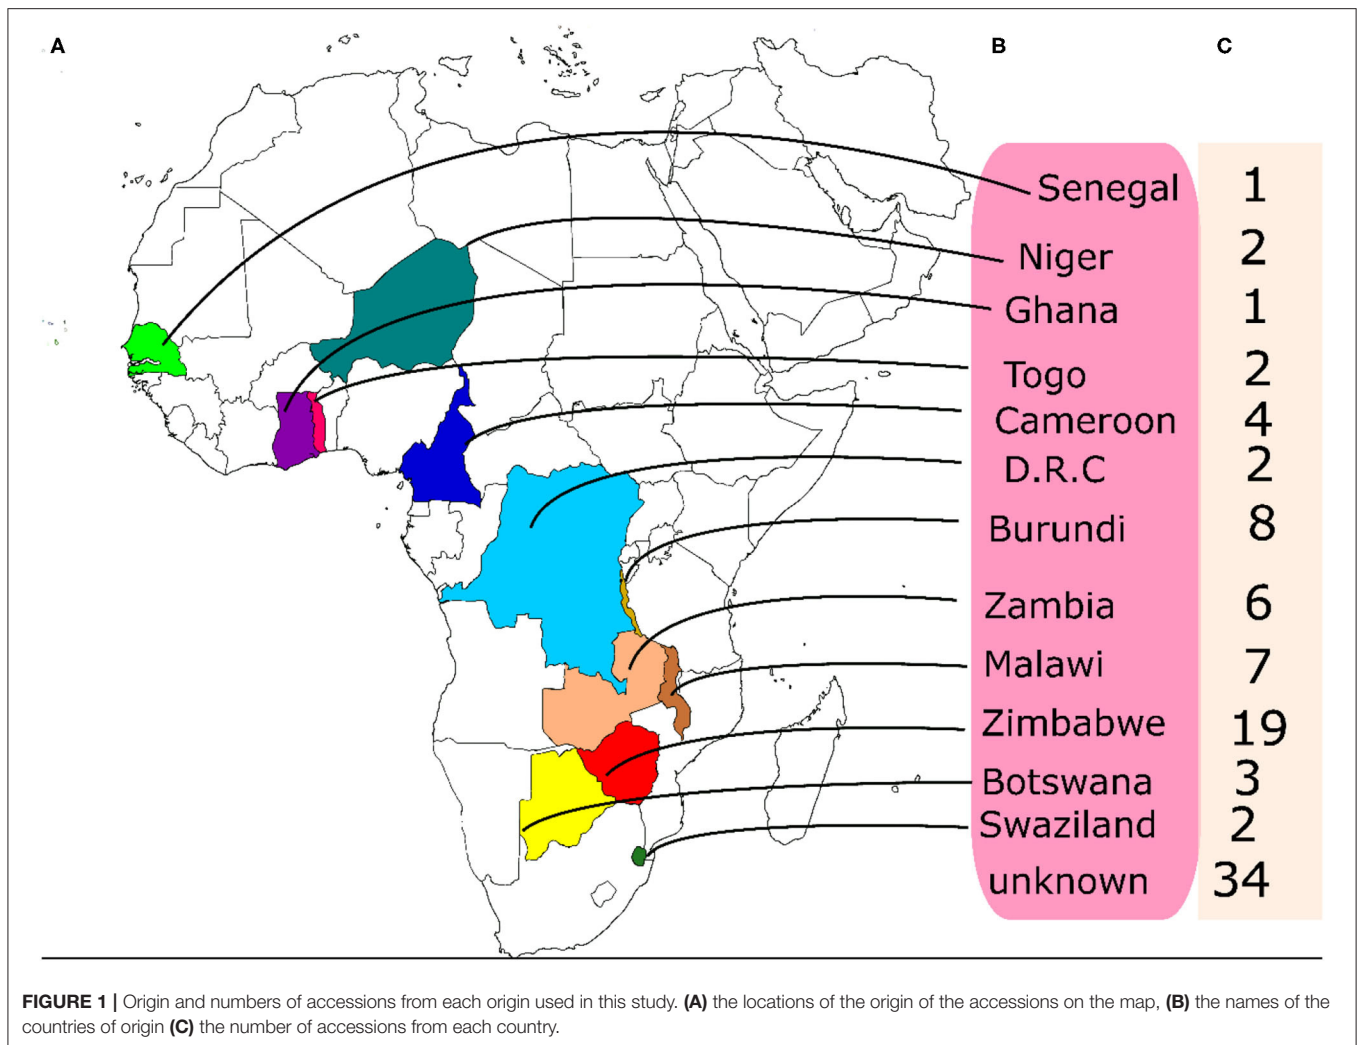 A B C
Senegal 1
Niger 2
Ghana 1
Togo 2
Cameroon 4
D.R.C 2
Burundi 8
Zambia 6
Malawi 7
Zimbabwe 19
Botswana 3
Swaziland 2
unknown 34
FIGURE 1 | Origin and numbers of accessions from each origin used in this study. (A) the locations of the origin of the accessions on the map, (B) the names of the
countries of origin (C) the number of accessions from each country.